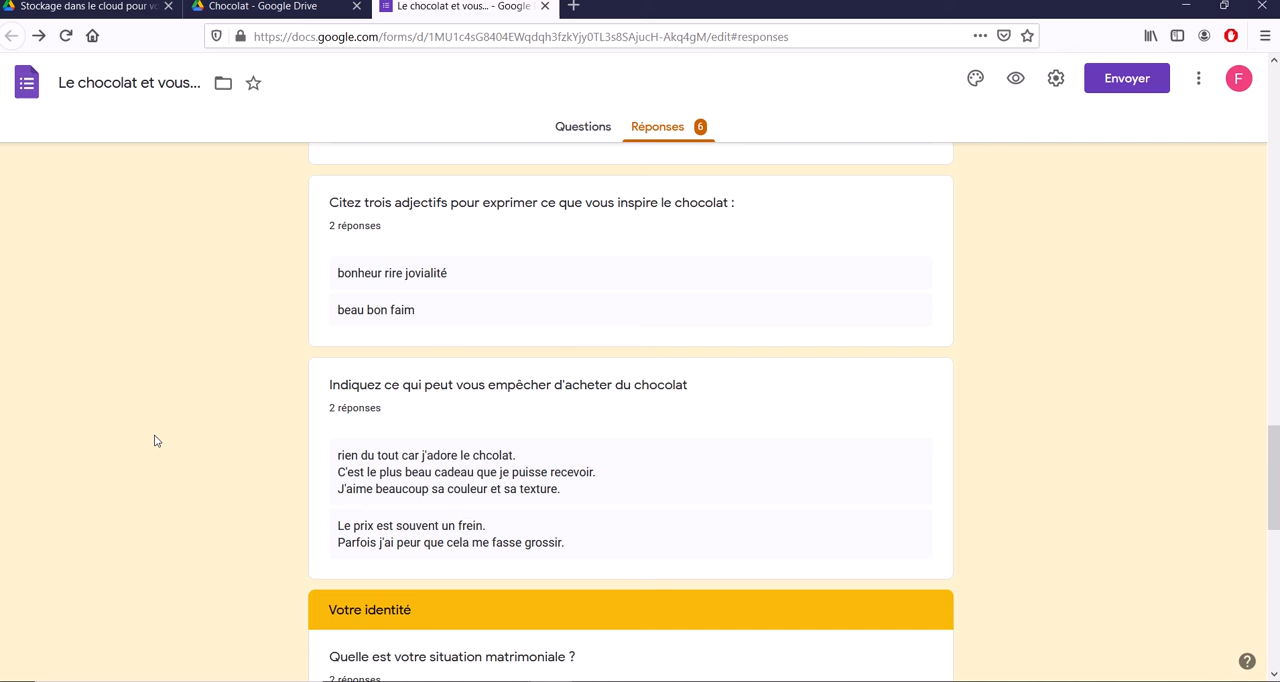 Stockage dans le cloud pour vo
Chocolat - Google Drive
Le chocolat et vous... - Google
https://docs.google.com/forms/d/1MU1c4sG8404EWqdqh3fzkYjy0TL3s8SAjucH-Akq4gM/edit#responses
Le chocolat et vous...
Envoyer
F
Questions
Réponses 6
Citez trois adjectifs pour exprimer ce que vous inspire le chocolat :
2 réponses
bonheur rire jovialité
beau bon faim
Indiquez ce qui peut vous empêcher d'acheter du chocolat
2 réponses
rien du tout car j'adore le chcolat.
C'est le plus beau cadeau que je puisse recevoir.
J'aime beaucoup sa couleur et sa texture.
Le prix est souvent un frein.
Parfois j'ai peur que cela me fasse grossir.
Votre identité
Quelle est votre situation matrimoniale ?
2 réponses